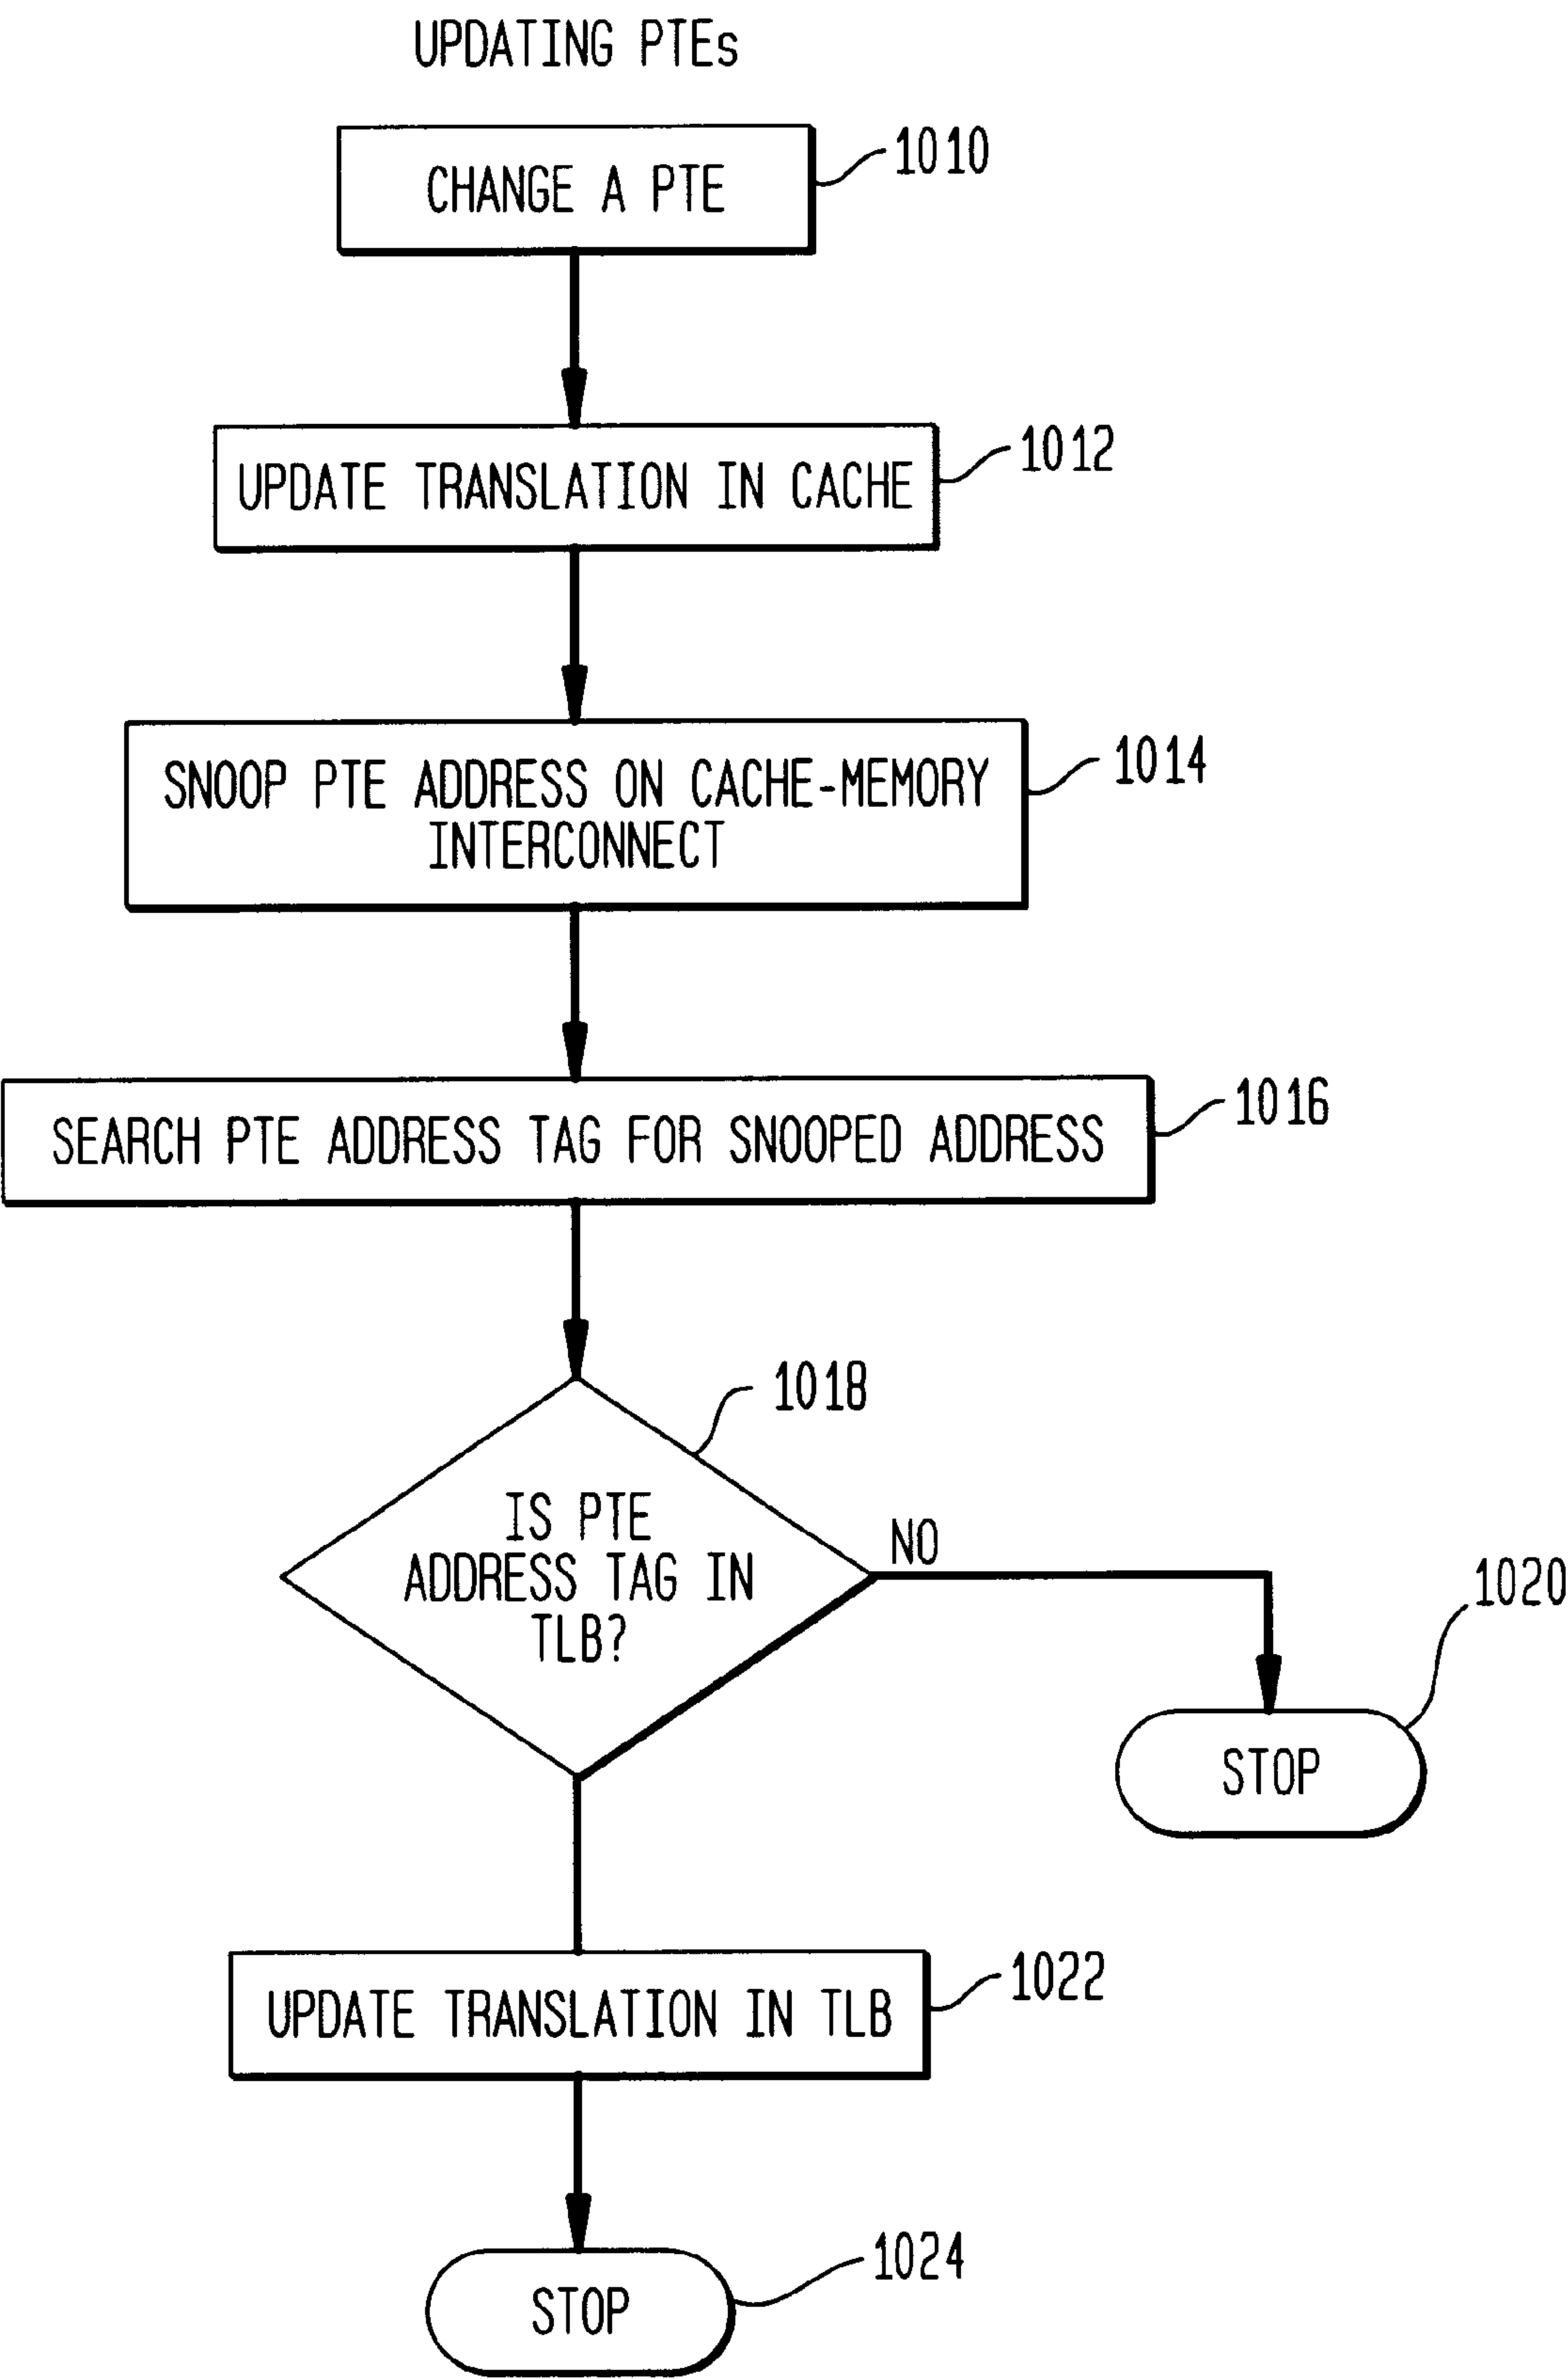 UPDATING PTEs
1010
CHANGE A PTE
1012
UPDATE TRANSLATION IN CACHE
1014
SNOOP PTE ADDRESS ON CACHE-MEMORY
INTERCONNECT
1016
SEARCH PTE ADDRESS TAG FOR SNOOPED ADDRESS
1018
IS PTE
ADDRESS TAG IN
TLB?
NO
1020
STOP
1022
UPDATE TRANSLATION IN TLB
1024
STOP